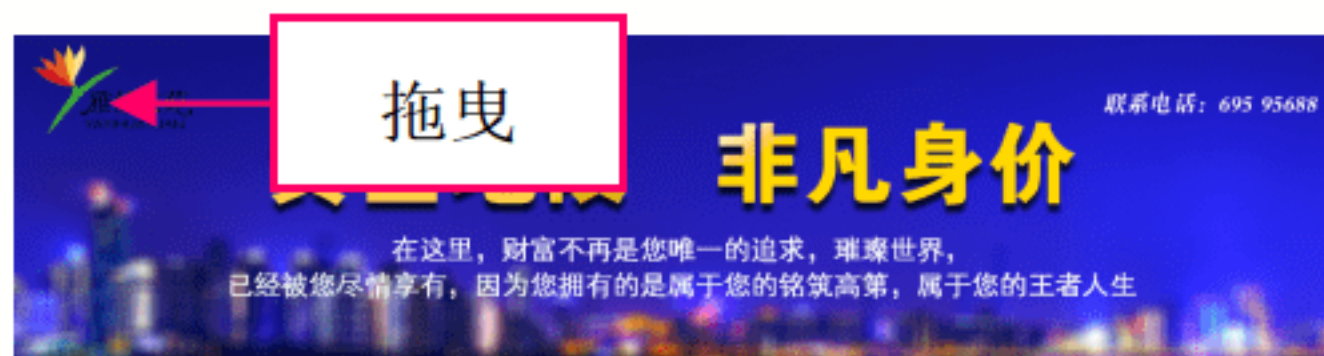 拖曳
联系电话：695 95688
非凡身价
在这里，财富不再是您唯一的追求，璀璨世界，
已经被您尽情享有，因为您拥有的是属于您的铭筑高第，属于您的王者人生